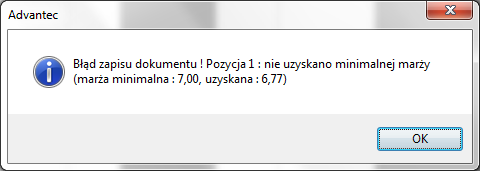 Advantec
Błąd zapisu dokumentu ! Pozycja 1 : nie uzyskano minimalnej marży
(marża minimalna : 7,00, uzyskana : 6,77)
OK